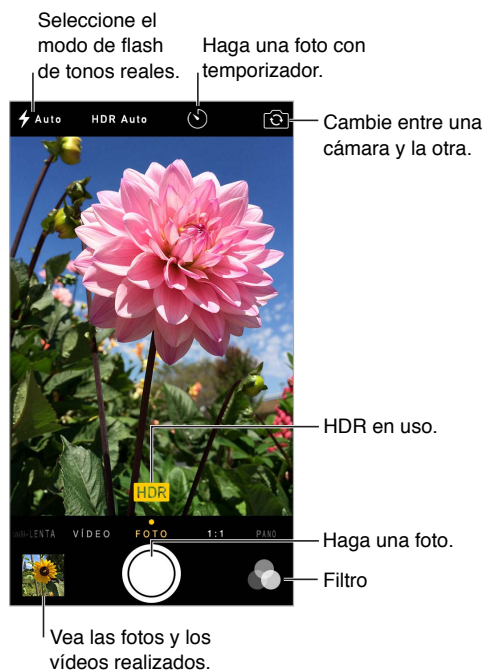 Seleccione el
modo de flash
de tonos reales.
Haga una foto con
temporizador.
Auto
HDR Auto
Cambie entre una
cámara y la otra.
HDR en uso.
HDR
LENTA
VÍDEO
FOTO
1:1
PANO
Haga una foto.
Filtro
Vea las fotos y los
vídeos realizados.